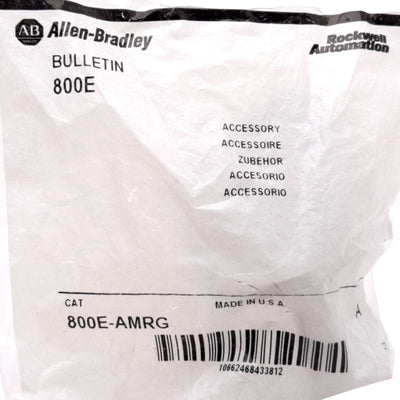 AB Allen-Bradley
Rockwell
Automation
BULLETIN
800E
ACCESSORY
ACCESSOIRE
ZUBEHOR
ACCESORIO
ACCESSORIO
CAT
MADE IN U.S.A.
800E-AMRG
A
10662468433812